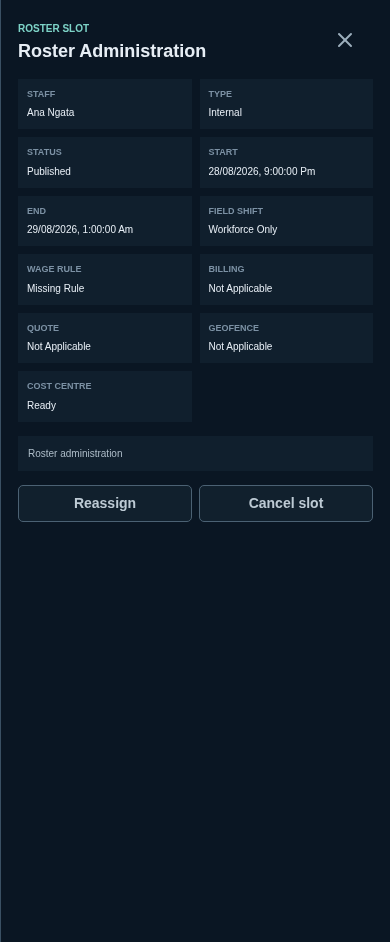 ROSTER SLOT
Roster Administration
STAFF
Ana Ngata
TYPE
Internal
STATUS
Published
START
28/08/2026, 9:00:00 Pm
END
29/08/2026, 1:00:00 Am
FIELD SHIFT
Workforce Only
WAGE RULE
Missing Rule
BILLING
Not Applicable
QUOTE
Not Applicable
GEOFENCE
Not Applicable
COST CENTRE
Ready
Roster administration
Reassign
Cancel slot